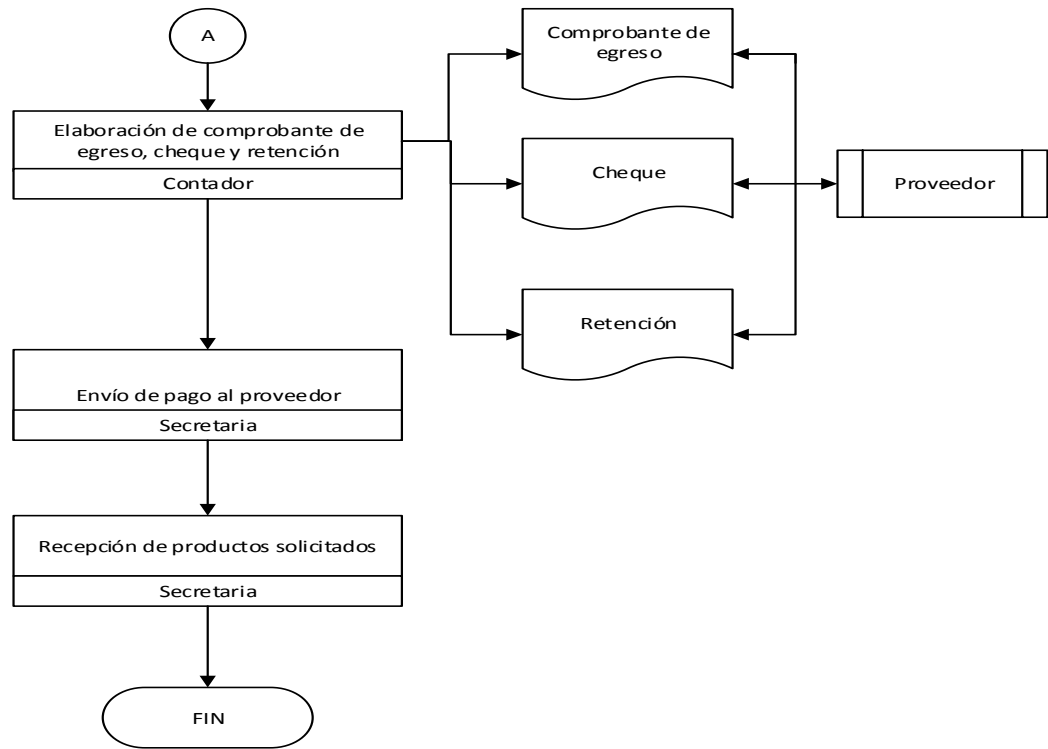 A
Elaboración de comprobante de
egreso, cheque y retención
Contador
Comprobante de
egreso
Cheque
Proveedor
Retención
Envío de pago al proveedor
Secretaria
Recepción de productos solicitados
Secretaria
FIN